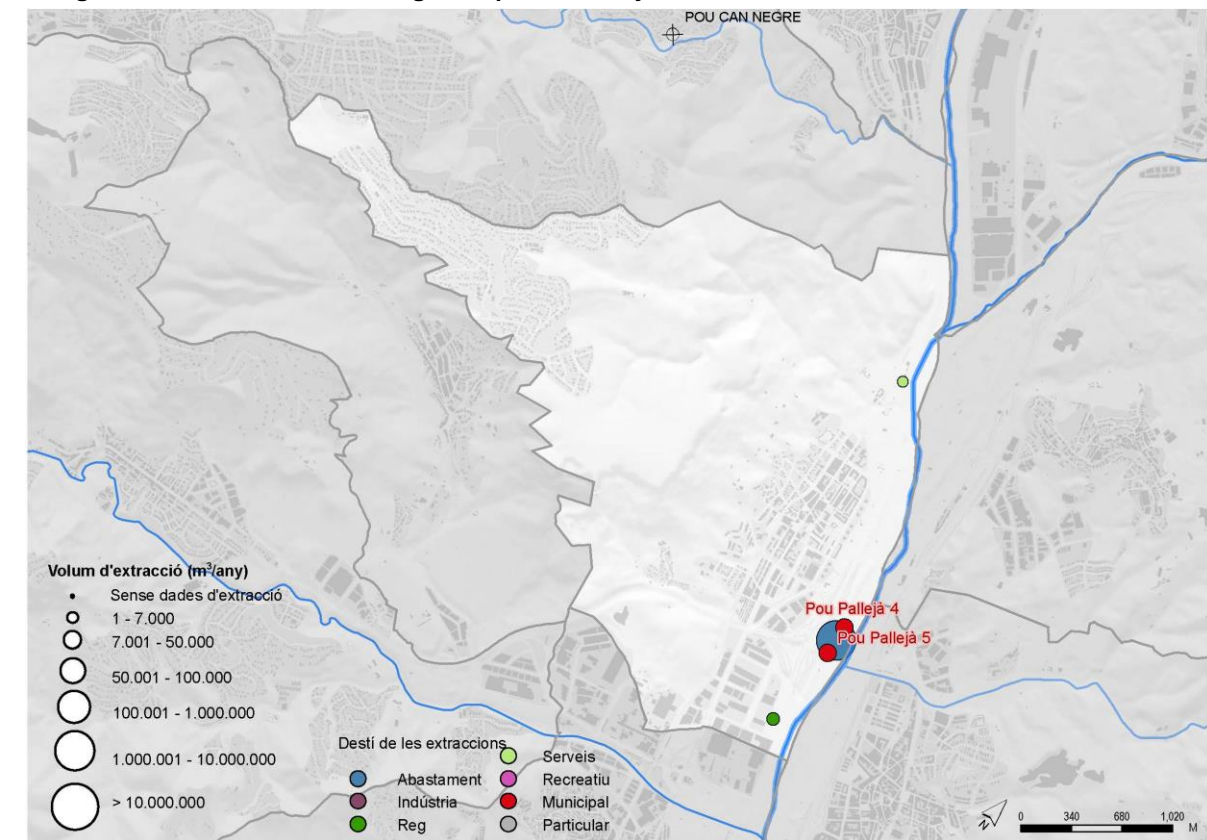 POU CAN NEGRE
Pou Pallejà 4
Pou Pallejà 5
Volum d'extracció (m³/any)
Sense dades d'extracció
1 - 7.000
7.001 - 50.000
50.001 - 100.000
100.001 - 1.000.000
1.000.001 - 10.000.000
> 10.000.000
Destí de les extraccions
Abastament
Indústria
Reg
Serveis
Recreatiu
Municipal
Particular
N
0 340 680 1,020
M